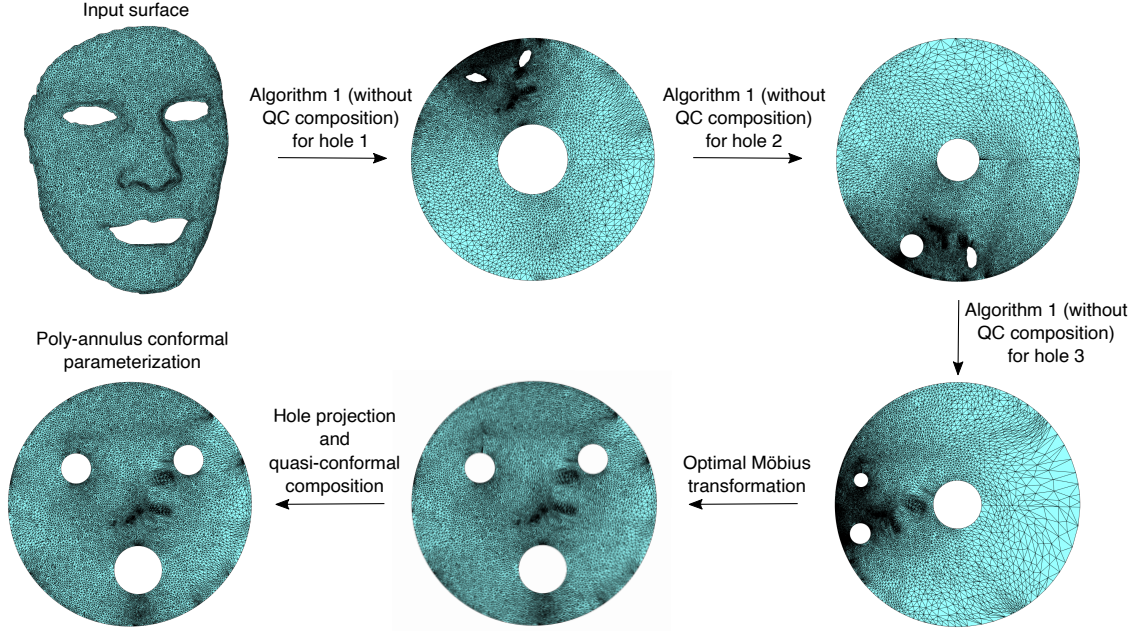 Input surface
Algorithm 1 (without
QC composition)
for hole 1
Algorithm 1 (without
QC composition)
for hole 2
Algorithm 1 (without
QC composition)
for hole 3
Optimal Möbius
transformation
Hole projection
and
quasi-conformal
composition
Poly-annulus conformal
parameterization